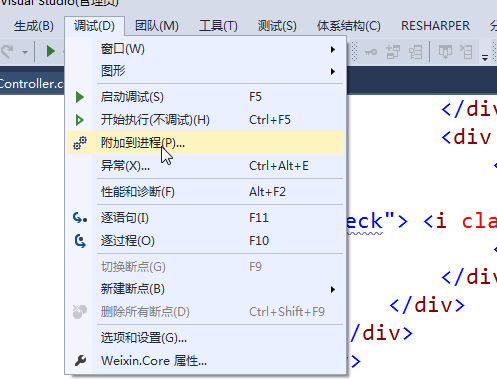 Visual Studio(管理员)
生成(B) 调试(D) 团队(M) 工具(T) 测试(S) 体系结构(C) RESHARPER
Controller.c
窗口(W)
图形
启动调试(S) F5
开始执行(不调试)(H) Ctrl+F5
附加到进程(P)...
异常(X)... Ctrl+Alt+E
性能和诊断(F) Alt+F2
逐语句(I) F11
逐过程(O) F10
切换断点(G) F9
新建断点(B)
删除所有断点(D) Ctrl+Shift+F9
选项和设置(G)...
Weixin.Core 属性...
</div
<div
<
eck"> <i clas
<
</div
</div>
</div>
>